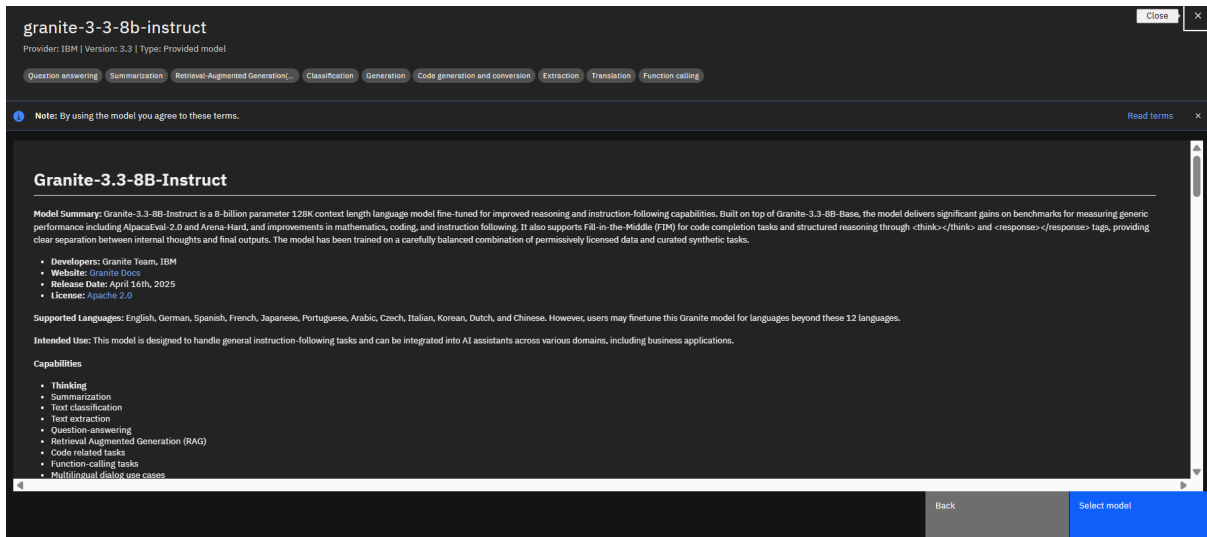 granite-3-3-8b-instruct
Close
Provider: IBM | Version: 3.3 | Type: Provided model
Question answering Summarization Retrieval-Augmented Generation(... Classification Generation Code generation and conversion Extraction Translation Function calling
Note: By using the model you agree to these terms. Read terms
Granite-3.3-8B-Instruct
Model Summary: Granite-3.3-8B-Instruct is a 8-billion parameter 128K context length language model fine-tuned for improved reasoning and instruction-following capabilities. Built on top of Granite-3.3-8B-Base, the model delivers significant gains on benchmarks for measuring generic
performance including AlpacaEval-2.0 and Arena-Hard, and improvements in mathematics, coding, and instruction following. It also supports Fill-in-the-Middle (FIM) for code completion tasks and structured reasoning through <think></think> and <response></response> tags, providing
clear separation between internal thoughts and final outputs. The model has been trained on a carefully balanced combination of permissively licensed data and curated synthetic tasks.
• Developers: Granite Team, IBM
• Website: Granite Docs
• Release Date: April 16th, 2025
• License: Apache 2.0
Supported Languages: English, German, Spanish, French, Japanese, Portuguese, Arabic, Czech, Italian, Korean, Dutch, and Chinese. However, users may finetune this Granite model for languages beyond these 12 languages.
Intended Use: This model is designed to handle general instruction-following tasks and can be integrated into AI assistants across various domains, including business applications.
Capabilities
• Thinking
• Summarization
• Text classification
• Text extraction
• Question-answering
• Retrieval Augmented Generation (RAG)
• Code related tasks
• Function-calling tasks
• Multilingual dialog use cases
Back
Select model